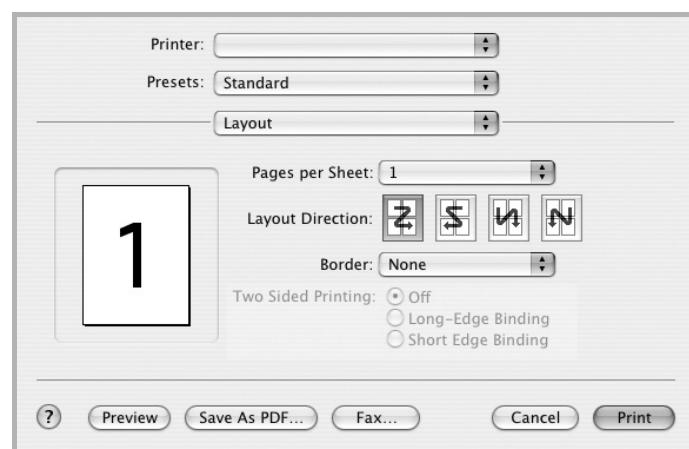 Printer:
Presets: Standard
Layout
Pages per Sheet: 1
Layout Direction:
Border: None
1
Two Sided Printing: Off
Long-Edge Binding
Short Edge Binding
? Preview Save As PDF... Fax... Cancel Print